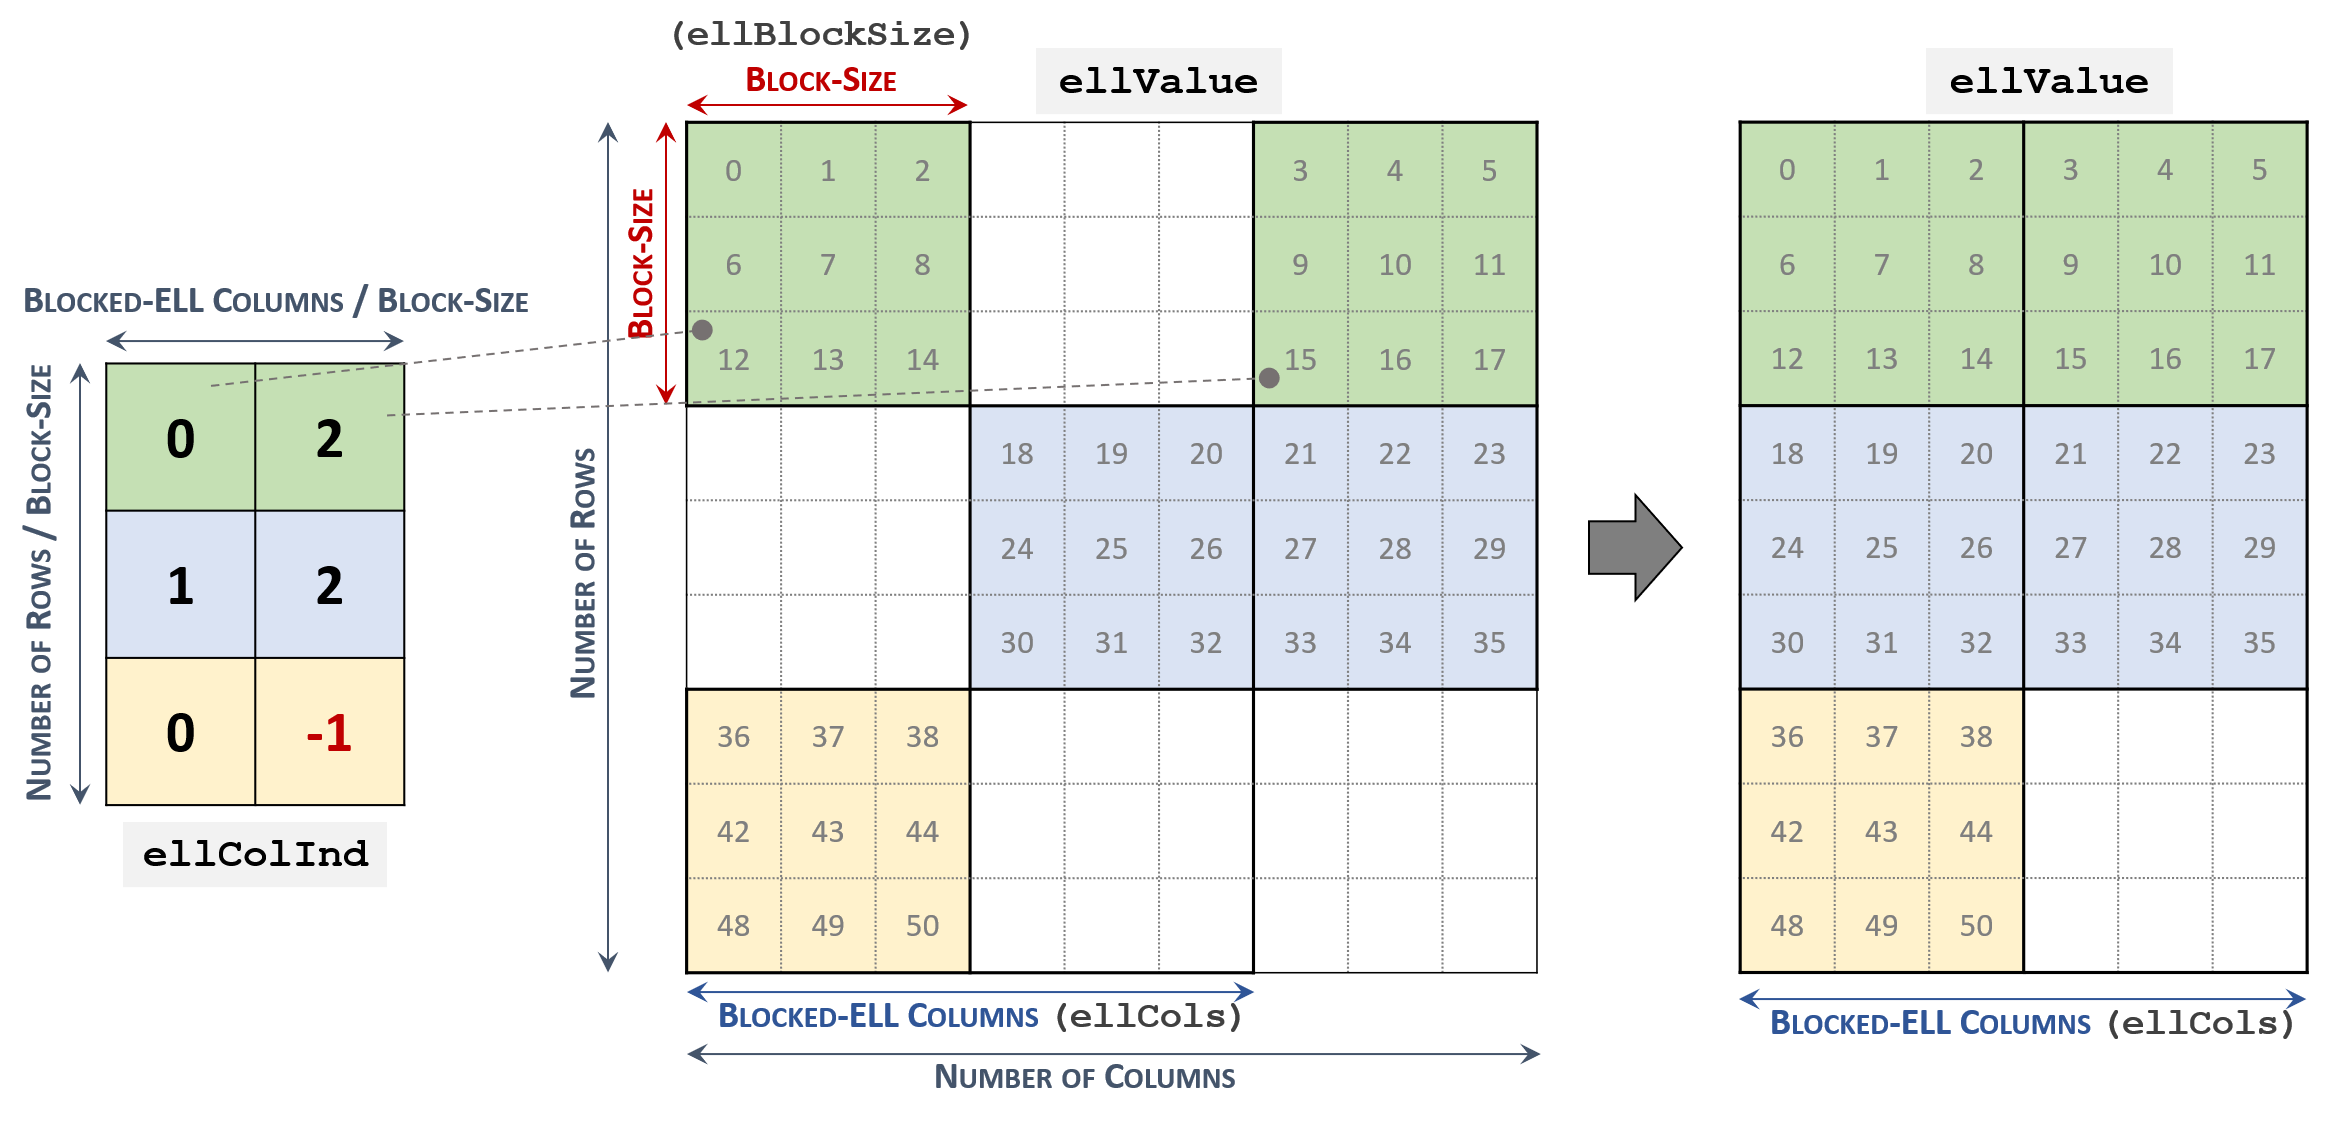 (ellBlockSize)
BLOCK-SIZE
ellValue
ellValue
BLOCK-SIZE
NUMBER OF ROWS
BLOCKED-ELL COLUMNS / BLOCK-SIZE
NUMBER OF ROWS / BLOCK-SIZE
0 2
1 2
0 -1
ellColInd
0 1 2 3 4 5
6 7 8 9 10 11
12 13 14 15 16 17
18 19 20 21 22 23
24 25 26 27 28 29
30 31 32 33 34 35
36 37 38
42 43 44
48 49 50
BLOCKED-ELL COLUMNS (ellCols)
NUMBER OF COLUMNS
0 1 2 3 4 5
6 7 8 9 10 11
12 13 14 15 16 17
18 19 20 21 22 23
24 25 26 27 28 29
30 31 32 33 34 35
36 37 38
42 43 44
48 49 50
BLOCKED-ELL COLUMNS (ellCols)